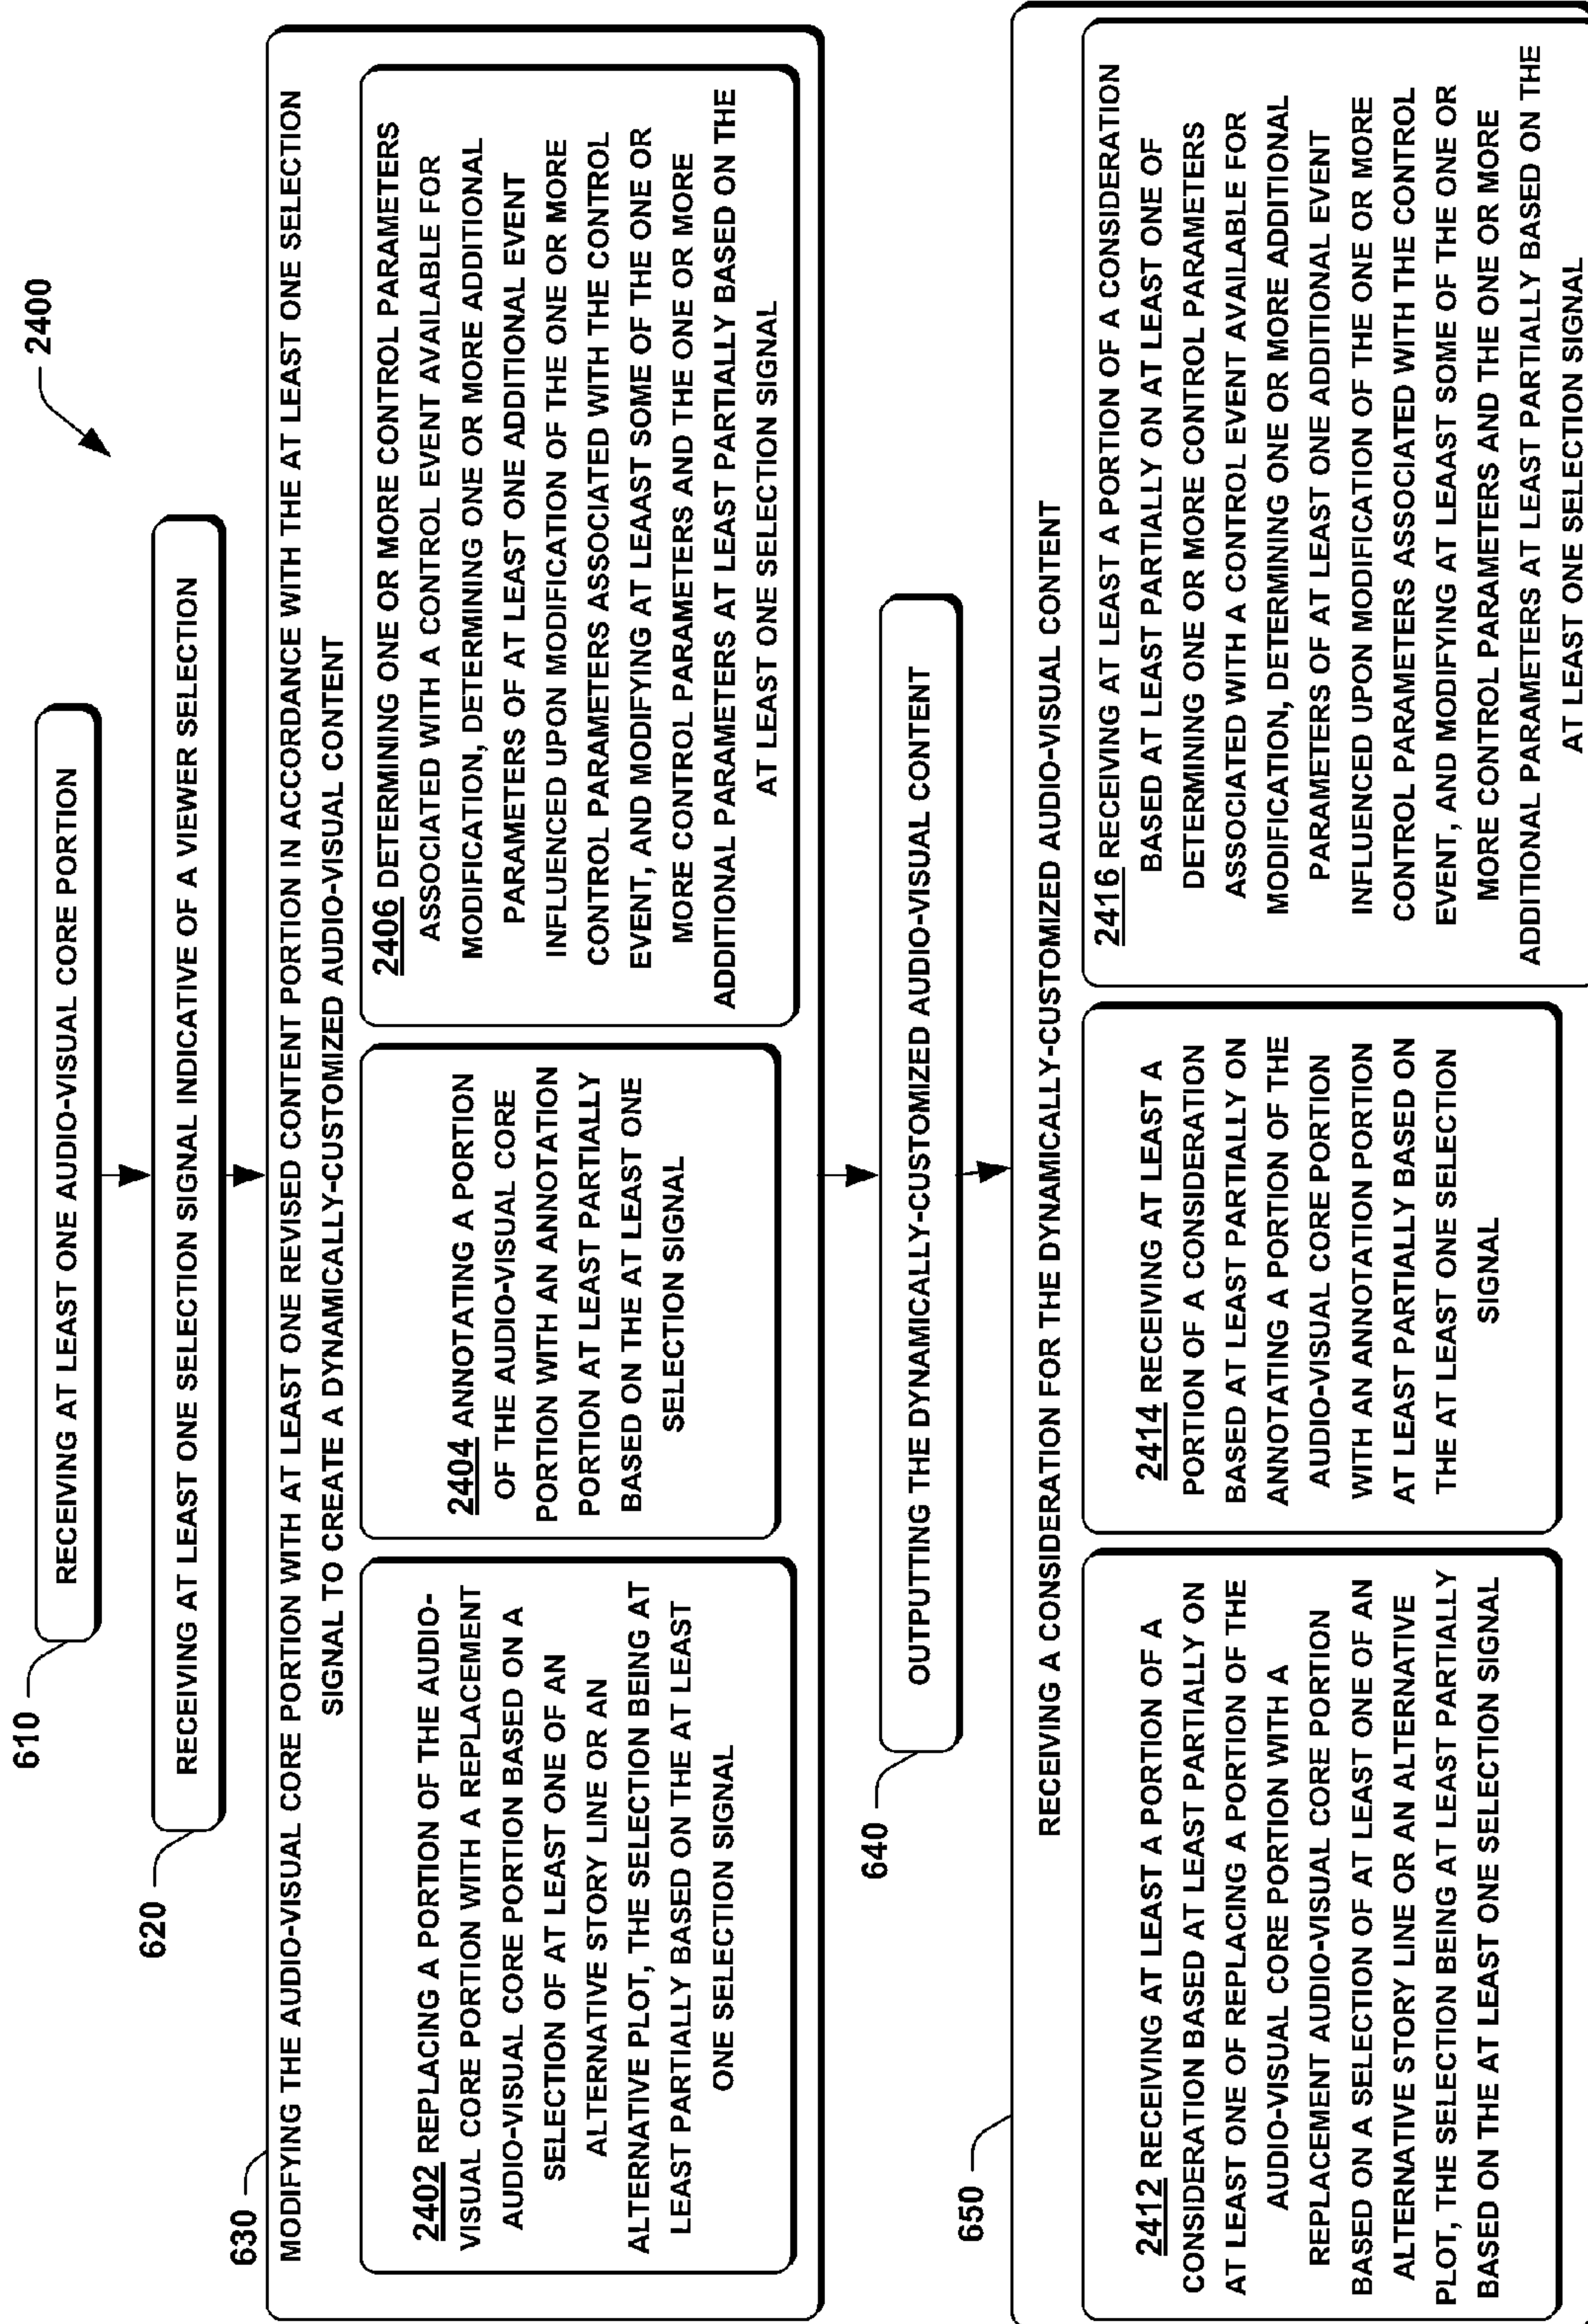 2400
610
RECEIVING AT LEAST ONE AUDIO-VISUAL CORE PORTION
620
RECEIVING AT LEAST ONE SELECTION SIGNAL INDICATIVE OF A VIEWER SELECTION
630
MODIFYING THE AUDIO-VISUAL CORE PORTION WITH AT LEAST ONE REVISED CONTENT PORTION IN ACCORDANCE WITH THE AT LEAST ONE SELECTION
SIGNAL TO CREATE A DYNAMICALLY-CUSTOMIZED AUDIO-VISUAL CONTENT
2402 REPLACING A PORTION OF THE AUDIO-
VISUAL CORE PORTION WITH A REPLACEMENT
AUDIO-VISUAL CORE PORTION BASED ON A
SELECTION OF AT LEAST ONE OF AN
ALTERNATIVE STORY LINE OR AN
ALTERNATIVE PLOT, THE SELECTION BEING AT
LEAST PARTIALLY BASED ON THE AT LEAST
ONE SELECTION SIGNAL
2404 ANNOTATING A PORTION
OF THE AUDIO-VISUAL CORE
PORTION WITH AN ANNOTATION
PORTION AT LEAST PARTIALLY
BASED ON THE AT LEAST ONE
SELECTION SIGNAL
2406 DETERMINING ONE OR MORE CONTROL PARAMETERS
ASSOCIATED WITH A CONTROL EVENT AVAILABLE FOR
MODIFICATION, DETERMINING ONE OR MORE ADDITIONAL
PARAMETERS OF AT LEAST ONE ADDITIONAL EVENT
INFLUENCED UPON MODIFICATION OF THE ONE OR MORE
CONTROL PARAMETERS ASSOCIATED WITH THE CONTROL
EVENT, AND MODIFYING AT LEAAST SOME OF THE ONE OR
MORE CONTROL PARAMETERS AND THE ONE OR MORE
ADDITIONAL PARAMETERS AT LEAST PARTIALLY BASED ON THE
AT LEAST ONE SELECTION SIGNAL
640
OUTPUTTING THE DYNAMICALLY-CUSTOMIZED AUDIO-VISUAL CONTENT
650
RECEIVING A CONSIDERATION FOR THE DYNAMICALLY-CUSTOMIZED AUDIO-VISUAL CONTENT
2412 RECEIVING AT LEAST A PORTION OF A
CONSIDERATION BASED AT LEAST PARTIALLY ON
AT LEAST ONE OF REPLACING A PORTION OF THE
AUDIO-VISUAL CORE PORTION WITH A
REPLACEMENT AUDIO-VISUAL CORE PORTION
BASED ON A SELECTION OF AT LEAST ONE OF AN
ALTERNATIVE STORY LINE OR AN ALTERNATIVE
PLOT, THE SELECTION BEING AT LEAST PARTIALLY
BASED ON THE AT LEAST ONE SELECTION SIGNAL
2414 RECEIVING AT LEAST A
PORTION OF A CONSIDERATION
BASED AT LEAST PARTIALLY ON
ANNOTATING A PORTION OF THE
AUDIO-VISUAL CORE PORTION
WITH AN ANNOTATION PORTION
AT LEAST PARTIALLY BASED ON
THE AT LEAST ONE SELECTION
SIGNAL
2416 RECEIVING AT LEAST A PORTION OF A CONSIDERATION
BASED AT LEAST PARTIALLY ON AT LEAST ONE OF
DETERMINING ONE OR MORE CONTROL PARAMETERS
ASSOCIATED WITH A CONTROL EVENT AVAILABLE FOR
MODIFICATION, DETERMINING ONE OR MORE ADDITIONAL
PARAMETERS OF AT LEAST ONE ADDITIONAL EVENT
INFLUENCED UPON MODIFICATION OF THE ONE OR MORE
CONTROL PARAMETERS ASSOCIATED WITH THE CONTROL
EVENT, AND MODIFYING AT LEAAST SOME OF THE ONE OR
MORE CONTROL PARAMETERS AND THE ONE OR MORE
ADDITIONAL PARAMETERS AT LEAST PARTIALLY BASED ON THE
AT LEAST ONE SELECTION SIGNAL